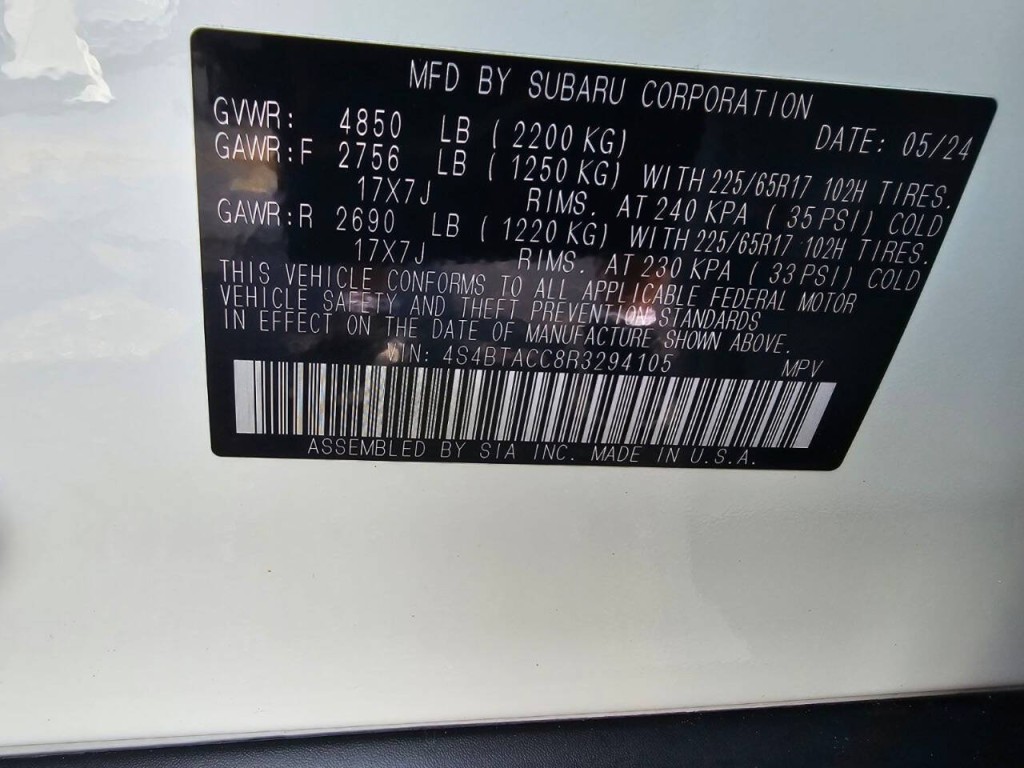 MFD BY SUBARU CORPORATION
GVWR: 4850 LB (2200 KG) DATE: 05/24
GAWR:F 2756 LB (1250 KG) WITH 225/65R17 102H TIRES.
17X7J RIMS. AT 240 KPA (35 PSI) COLD
GAWR:R 2690 LB (1220 KG) WITH 225/65R17 102H TIRES.
17X7J RIMS. AT 230 KPA (33 PSI) COLD
THIS VEHICLE CONFORMS TO ALL APPLICABLE FEDERAL MOTOR
VEHICLE SAFETY AND THEFT PREVENTION STANDARDS
IN EFFECT ON THE DATE OF MANUFACTURE SHOWN ABOVE.
VIN: 4S4BTACC8R3294105 MPV
ASSEMBLED BY SIA INC. MADE IN U.S.A.